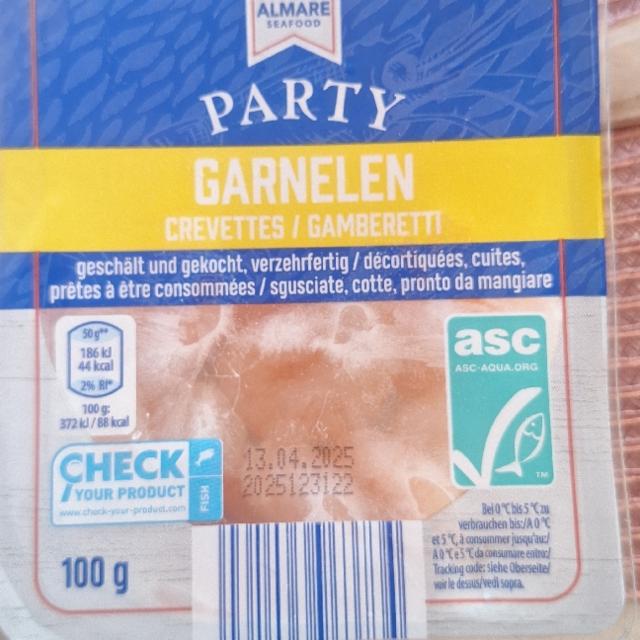 ALMARE
SEAFOOD
PARTY
GARNELEN
CREVETTES / GAMBERETTI
geschält und gekocht, verzehrfertig / décortiquées, cuites,
prêtes à être consommées / sgusciate, cotte, pronto da mangiare
50 g**
186 kJ
44 kcal
2% RI*
100 g:
372 kJ / 88 kcal
asc
ASC-AQUA.ORG
TM
CHECK
YOUR PRODUCT
www.check-your-product.com
FISH
13.04.2025
2025123122
100 g
Bei 0 °C bis 5 °C zu
verbrauchen bis:/A 0 °C
et 5 °C, à consommer jusqu'au:/
A 0 °C e 5 °C da consumare entro:/
Tracking code: siehe Oberseite/
voir le dessus/vedi sopra.